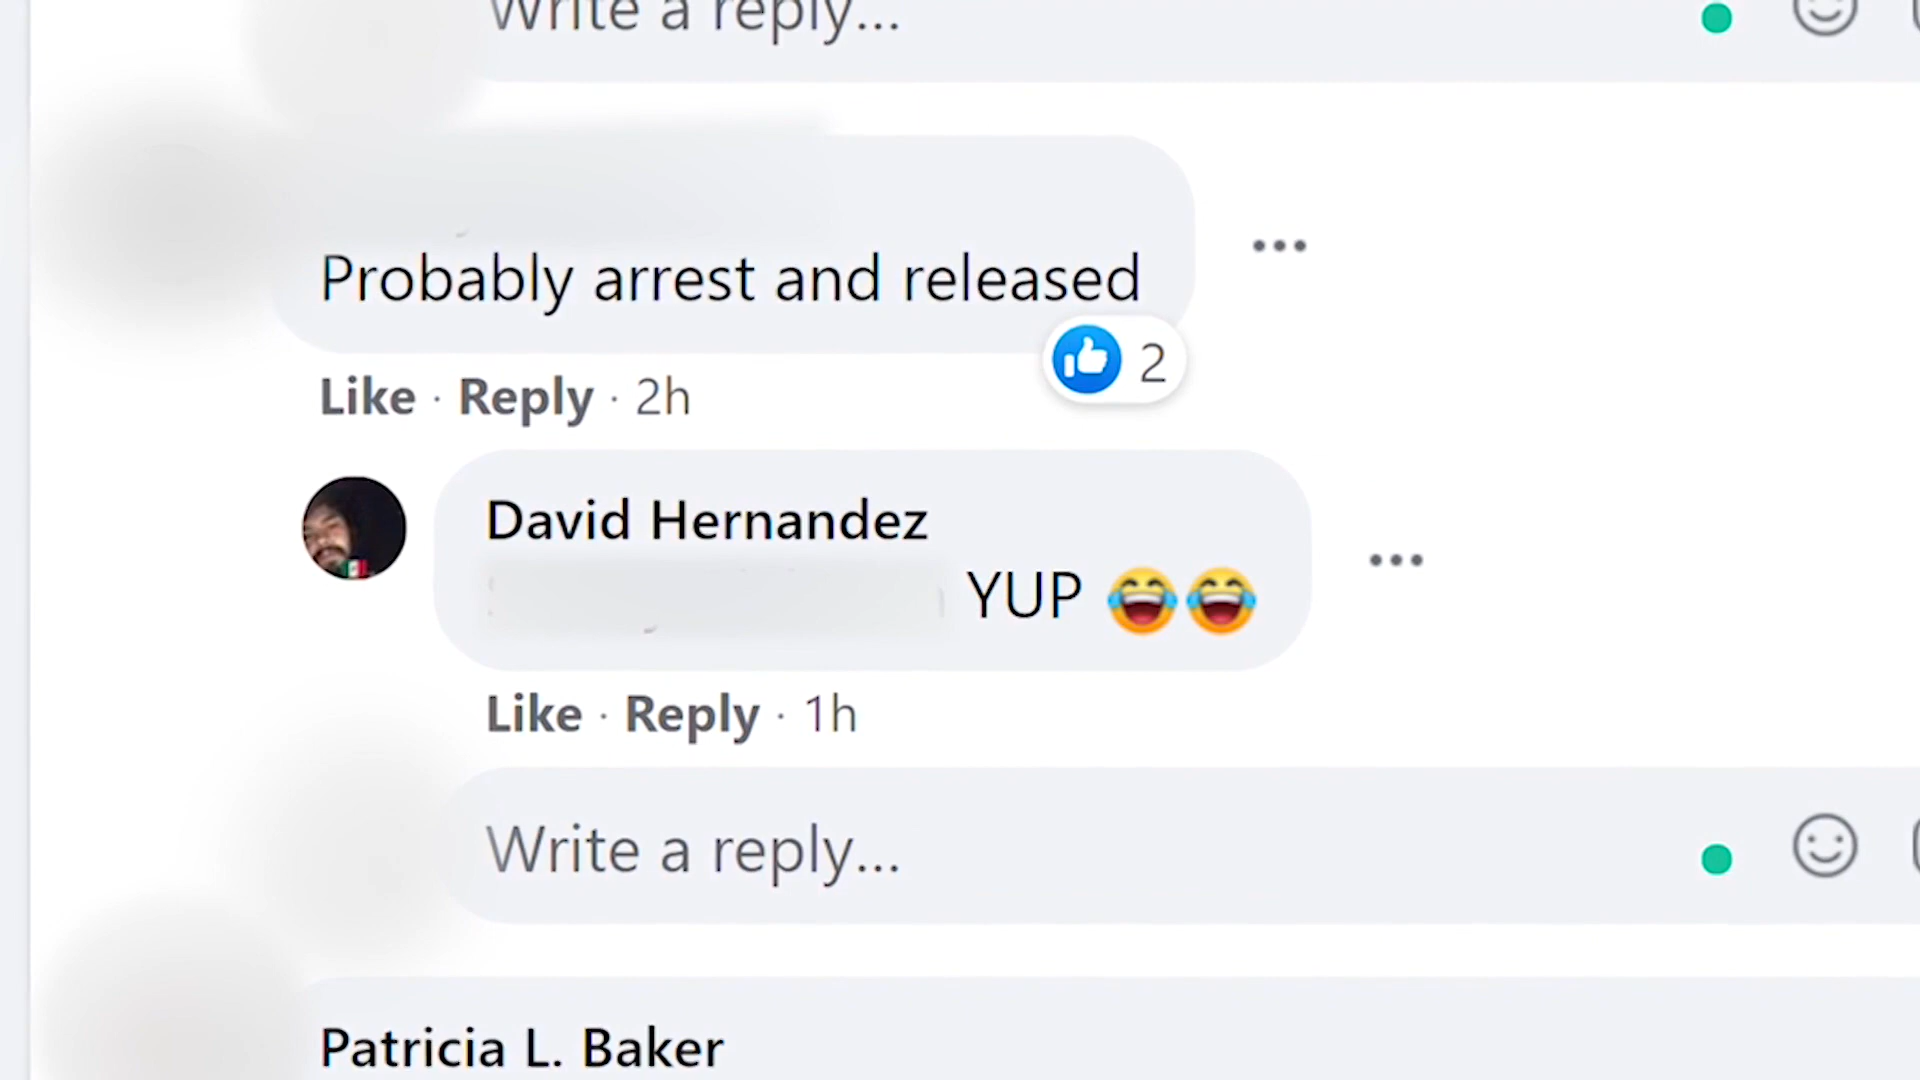 Write a reply...
Probably arrest and released
2
Like · Reply · 2h
David Hernandez
YUP 😂😂
Like · Reply · 1h
Write a reply...
Patricia L. Baker